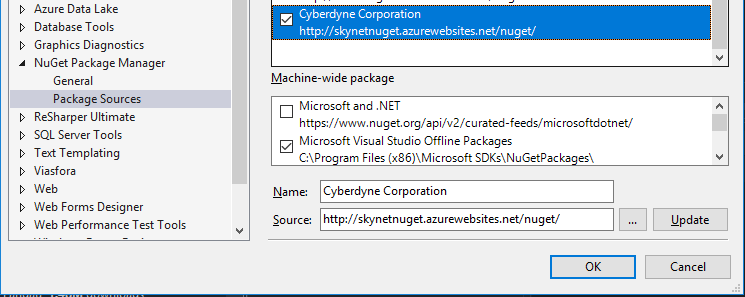 Azure Data Lake
Database Tools
Graphics Diagnostics
NuGet Package Manager
General
Package Sources
ReSharper Ultimate
SQL Server Tools
Text Templating
Viasfora
Web
Web Forms Designer
Web Performance Test Tools
Cyberdyne Corporation
http://skynetnuget.azurewebsites.net/nuget/
Machine-wide package
Microsoft and .NET
https://www.nuget.org/api/v2/curated-feeds/microsoftdotnet/
Microsoft Visual Studio Offline Packages
C:\Program Files (x86)\Microsoft SDKs\NuGetPackages\
Name: Cyberdyne Corporation
Source: http://skynetnuget.azurewebsites.net/nuget/ ... Update
OK Cancel